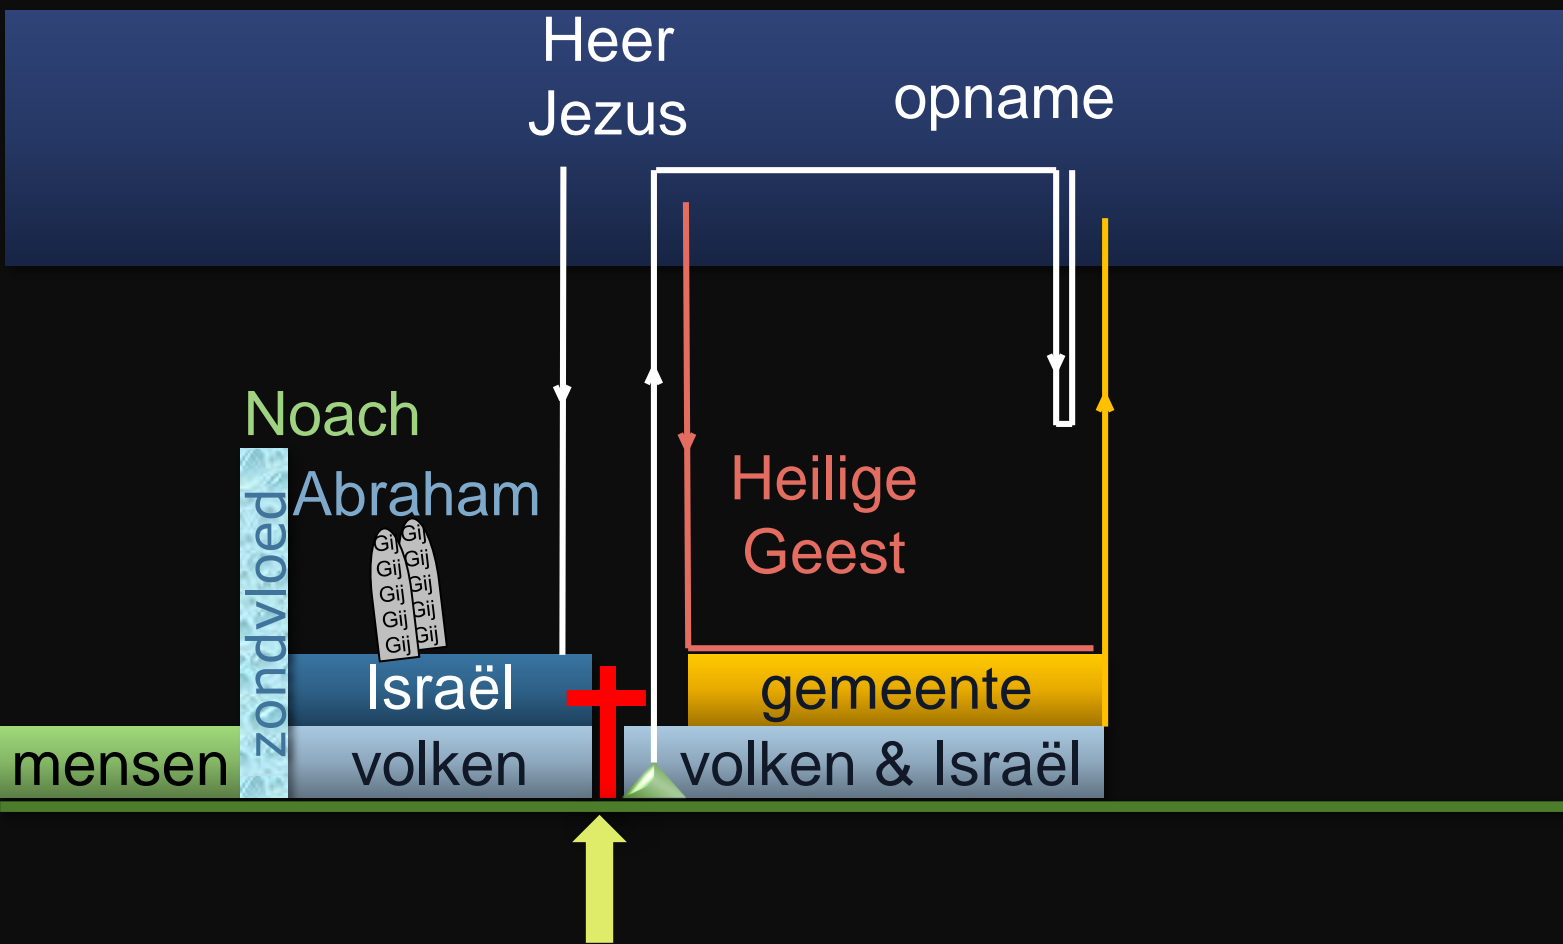 Heer
Jezus
opname
Noach
Abraham
zondvloed
Gij Gij
Gij Gij
Gij Gij
Gij Gij
Gij Gij
Heilige
Geest
Israël
gemeente
mensen
volken
volken & Israël